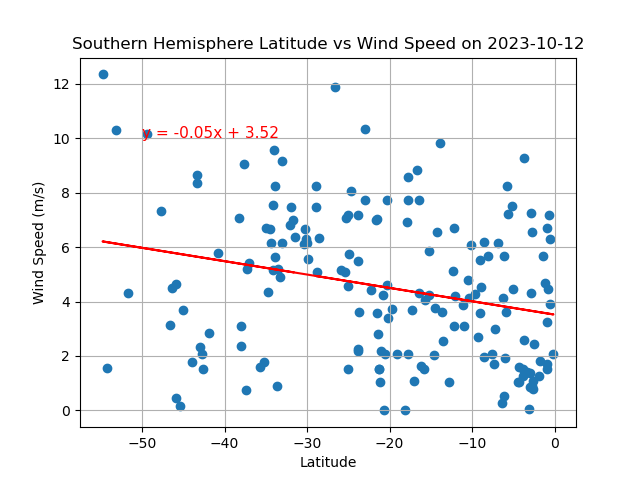 Southern Hemisphere Latitude vs Wind Speed on 2023-10-12
12
10
y = -0.05x + 3.52
8
6
4
2
0
Wind Speed (m/s)
−50 −40 −30 −20 −10 0
Latitude